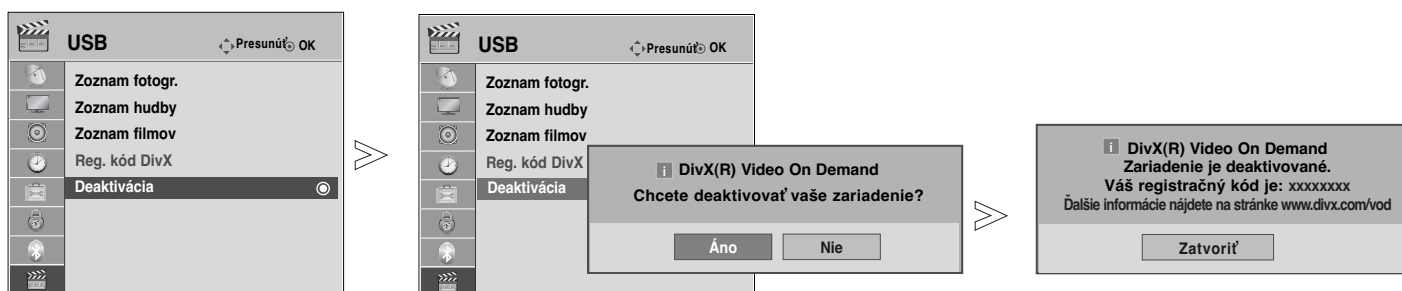 USB
Presunúť OK
Zoznam fotogr.
Zoznam hudby
Zoznam filmov
Reg. kód DivX
Deaktivácia
USB
Presunúť OK
Zoznam fotogr.
Zoznam hudby
Zoznam filmov
Reg. kód DivX
Deaktivácia
i DivX(R) Video On Demand
Chcete deaktivovať vaše zariadenie?
Áno
Nie
i DivX(R) Video On Demand
Zariadenie je deaktivované.
Váš registračný kód je: xxxxxxxx
Ďalšie informácie nájdete na stránke www.divx.com/vod
Zatvoriť